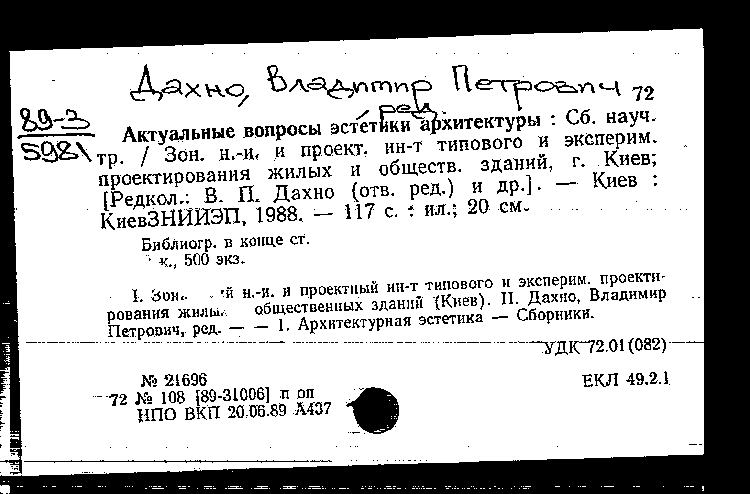 Дахно, Владимир Петрович 72
ред.
89-3
5981
Актуальные вопросы эстетики архитектуры : Сб. науч.
тр. / Зон. н.-и. и проект. ин-т типового и эксперим.
проектирования жилых и обществ. зданий, г. Киев;
[Редкол.: В. П. Дахно (отв. ред.) и др.]. — Киев :
КиевЗНИИЭП, 1988. — 117 с. : ил.; 20 см.
Библиогр. в конце ст.
к., 500 экз.
I. Зон. й н.-и. и проектный ин-т типового и эксперим. проекти-
рования жилых общественных зданий (Киев). II. Дахно, Владимир
Петрович, ред. — — 1. Архитектурная эстетика — Сборники.
УДК 72.01(082)
№ 21696
ЕКЛ 49.2.1
72 № 108 [89-31006] п оп
НПО ВКП 20.06.89 А437